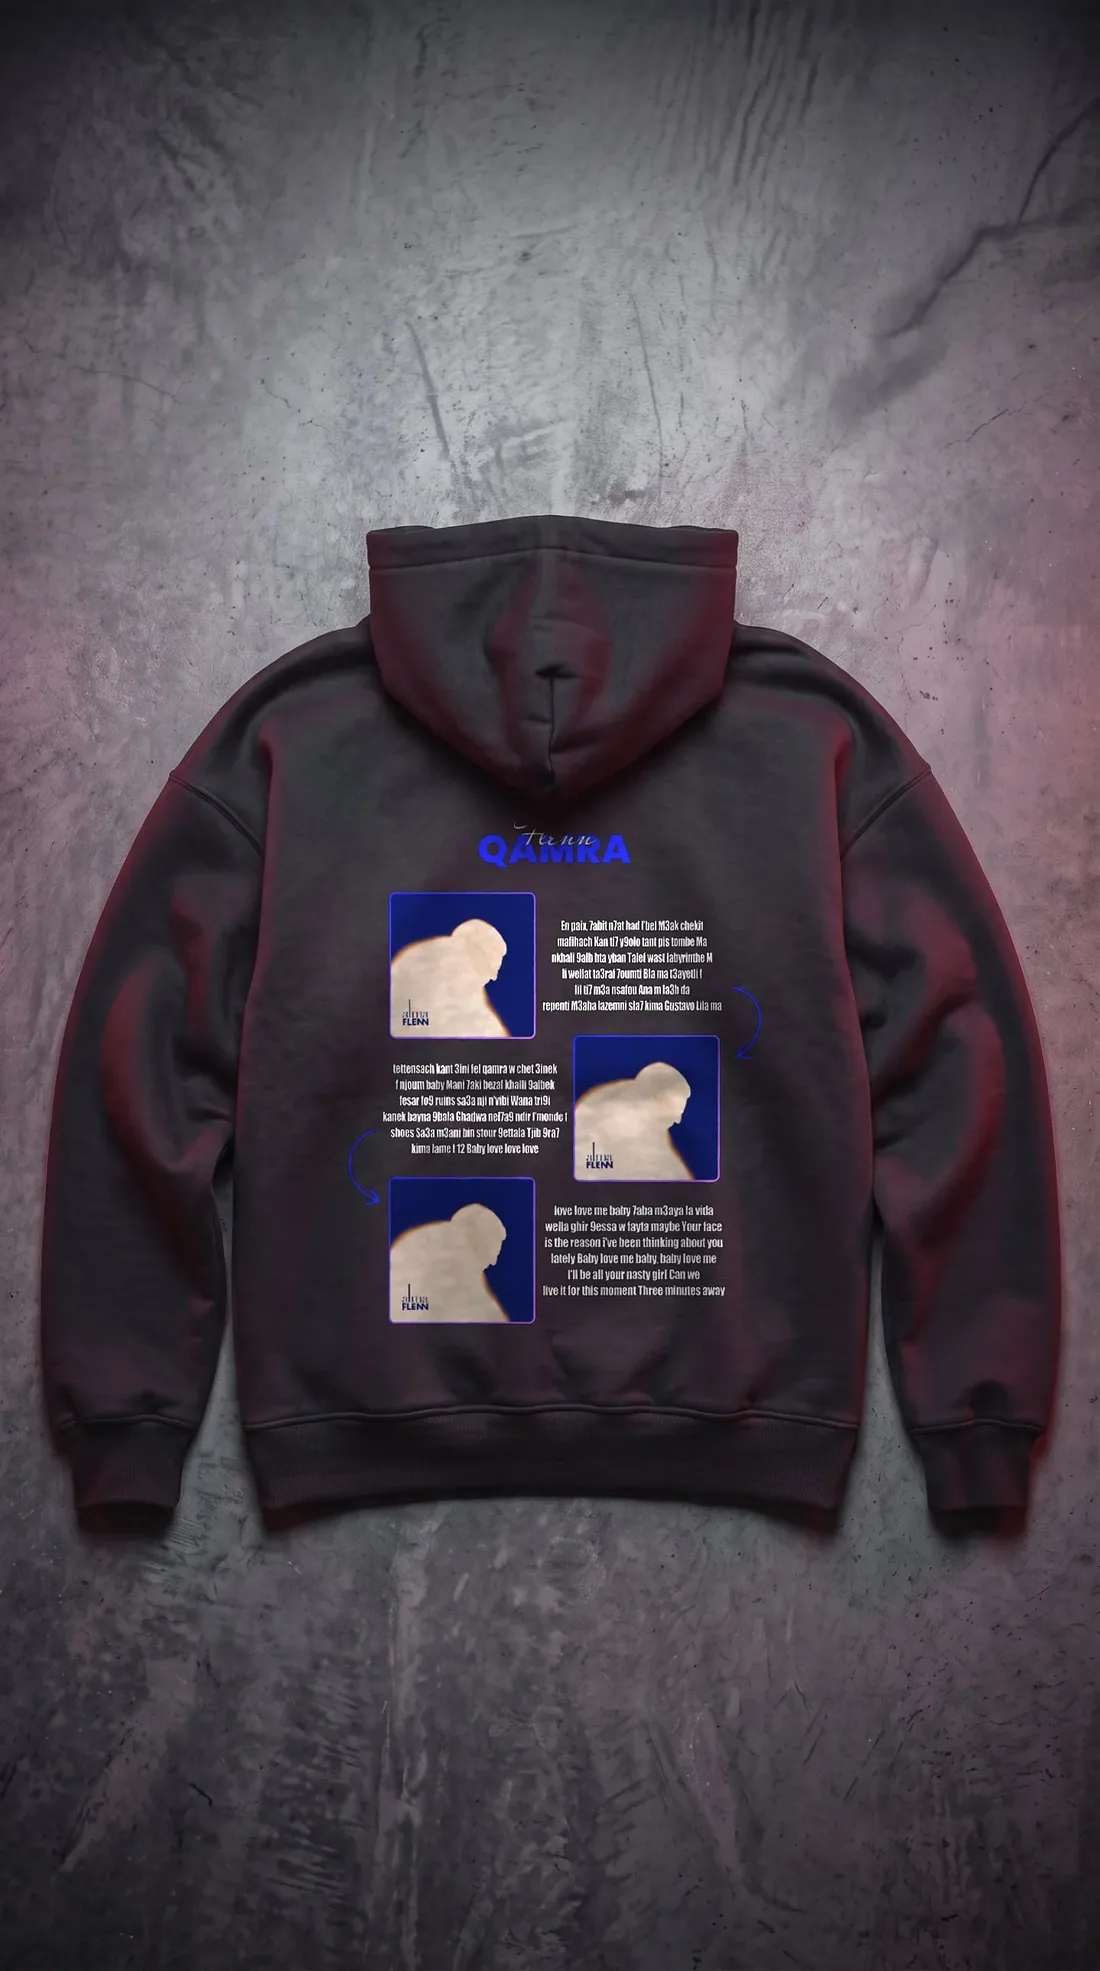 Flenn
QAMRA
En paix, 7abit n7at had l'bel M3ak chekit
mafihach Kan ti7 y9olo tant pis tombe Ma
nkhali 9alb hta yban Talel wast labyrinthe M
li wellat ta3raf 7oumti Bla ma t3ayetli f
lil ti7 m3a nsafou Ana m la3b da
repenti M3aha lazemni sla7 kima Gustavo Lila ma
alma
FLENN
tettensach kant 3ini fel qamra w chet 3inek
f njoum baby Mani 7aki bezaf khalli 9albek
fesar fo9 ruins sa3a nji n'vibi Wana tri9i
kanek bayna 9bala Ghadwa nel7a9 ndir l'monde f
shoes Sa3a m3ani bin stour 9ettala Tjib 9ra7
kima lame f 12 Baby love love love
alma
FLENN
alma
FLENN
love love me baby 7aba m3aya la vida
wella ghir 9essa w fayta maybe Your face
is the reason i've been thinking about you
lately Baby love me baby, baby love me
I'll be all your nasty girl Can we
live it for this moment Three minutes away